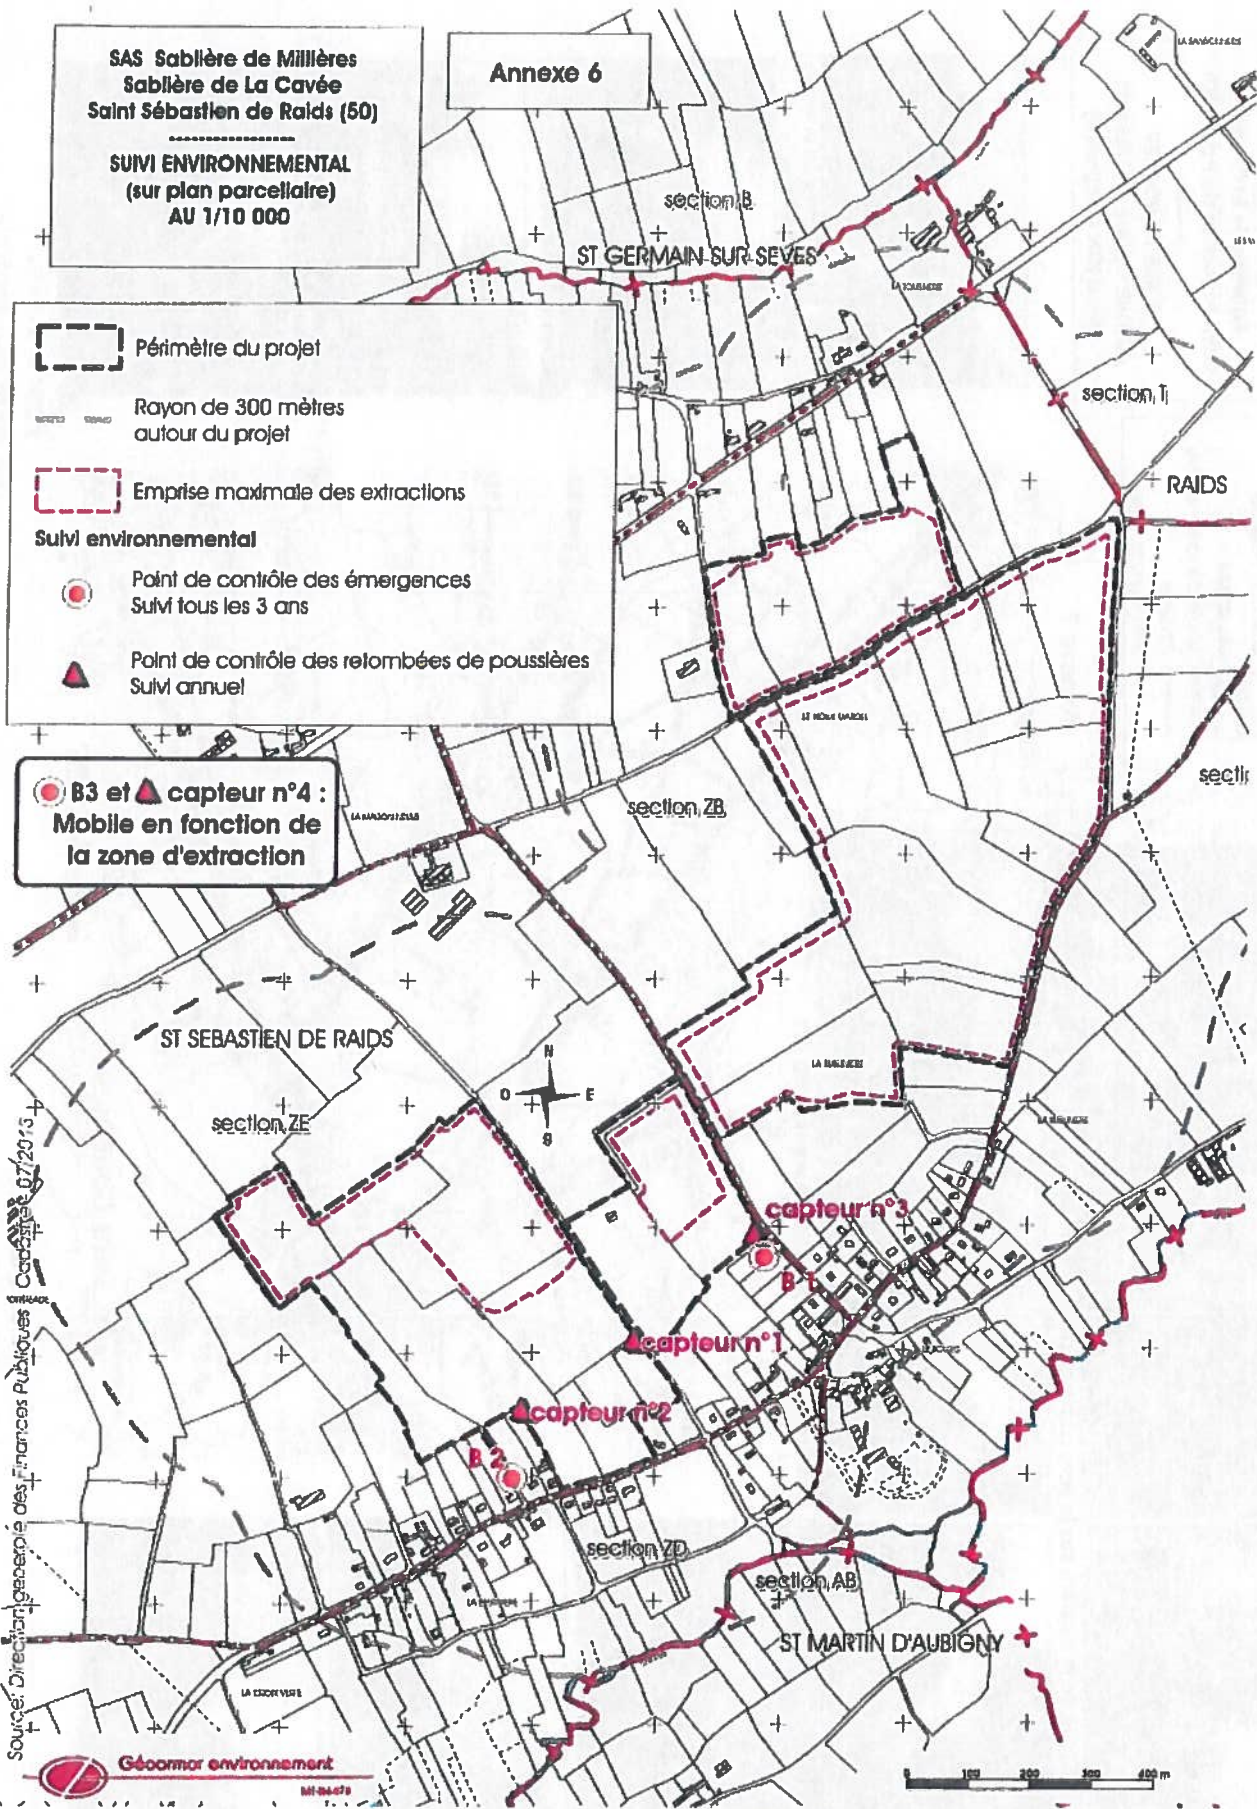 SAS Sablière de Millières
Sablière de La Cavée
Saint Sébastien de Raids (50)
SUIVI ENVIRONNEMENTAL
(sur plan parcellaire)
AU 1/10 000
Annexe 6
section B
ST GERMAIN SUR SEVES
Périmètre du projet
Rayon de 300 mètres
autour du projet
Emprise maximale des extractions
Suivi environnemental
Point de contrôle des émergences
Suivi tous les 3 ans
Point de contrôle des retombées de poussières
Suivi annuel
section T
RAIDS
B3 et capteur n°4 :
Mobile en fonction de
la zone d'extraction
section ZB
ST SEBASTIEN DE RAIDS
section ZE
N
O
E
S
capteur n°3
B 1
capteur n°1
capteur n°2
B 2
section ZD
section AB
ST MARTIN D'AUBIGNY
LA CROIX VERTE
Source: Direction générale des Finances Publiques Cadastre 07/2013
Géoarmor environnement
0 100 200 300 400 m